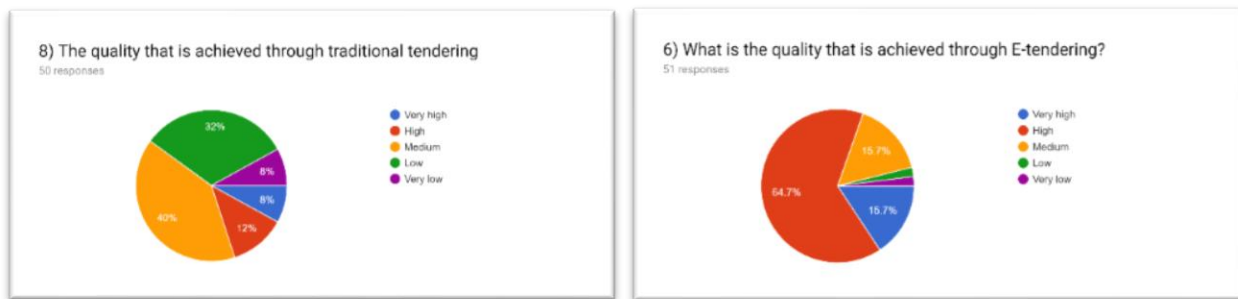 8) The quality that is achieved through traditional tendering
50 responses
32%
8%
8%
12%
40%
Very high
High
Medium
Low
Very low
6) What is the quality that is achieved through E-tendering?
51 responses
15.7%
64.7%
15.7%
Very high
High
Medium
Low
Very low